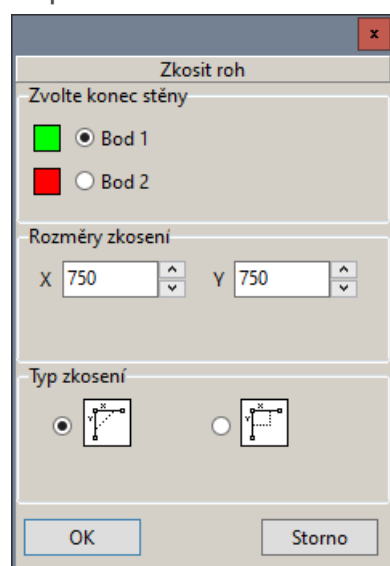 x
Zkosit roh
Zvolte konec stěny
Bod 1
Bod 2
Rozměry zkosení
X 750 Y 750
Typ zkosení
X Y X Y
OK Storno